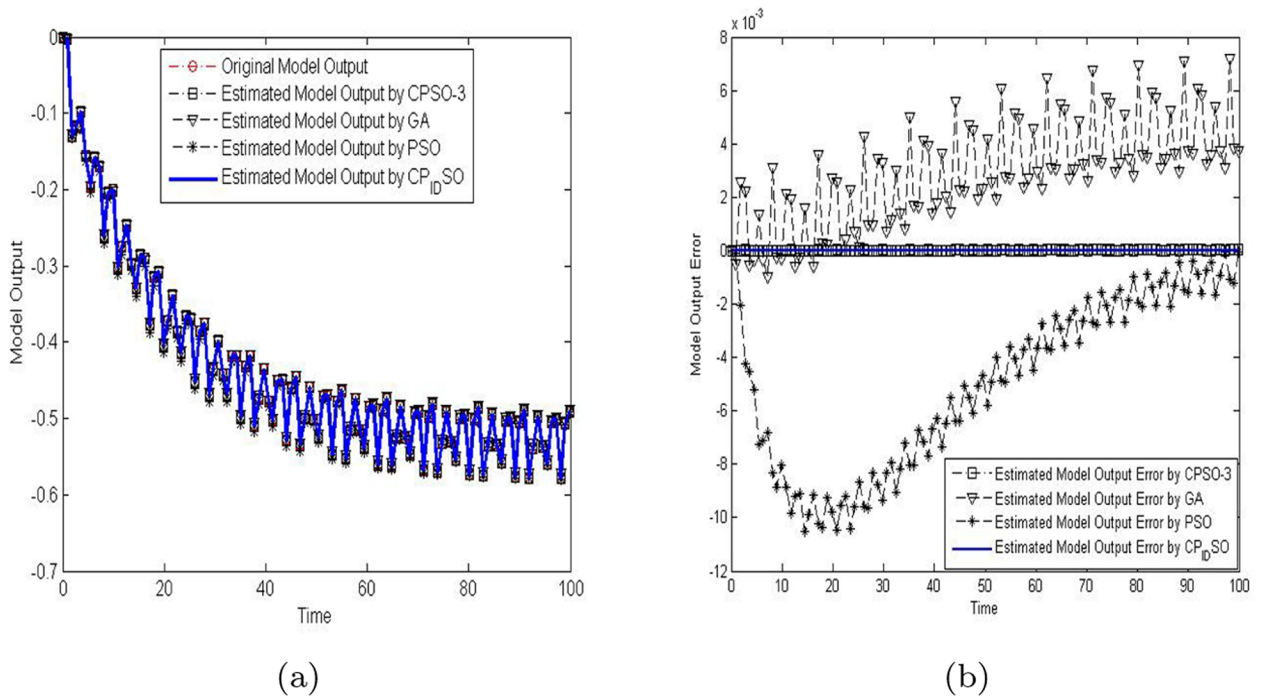 0
-0.1
-0.2
-0.3
-0.4
-0.5
-0.6
-0.7
Model Output
Original Model Output
Estimated Model Output by CPSO-3
Estimated Model Output by GA
Estimated Model Output by PSO
Estimated Model Output by CP_ID SO
0 20 40 60 80 100
Time
(a)
x 10^-3
8
6
4
2
0
-2
-4
-6
-8
-10
-12
Model Output Error
Estimated Model Output Error by CPSO-3
Estimated Model Output Error by GA
Estimated Model Output Error by PSO
Estimated Model Output Error by CP_ID SO
0 10 20 30 40 50 60 70 80 90 100
Time
(b)